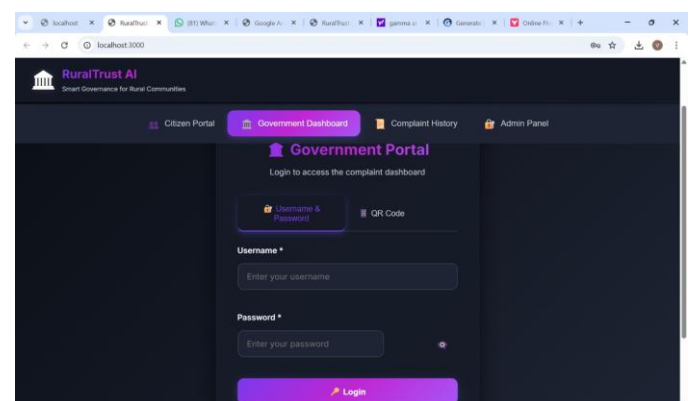 localhost
RuralTrust
(81) What
Google A
RuralTrust
gamma
Generate
Online Fl
localhost:3000
RuralTrust AI
Smart Governance for Rural Communities
Citizen Portal
Government Dashboard
Complaint History
Admin Panel
Government Portal
Login to access the complaint dashboard
Username &
Password
QR Code
Username *
Enter your username
Password *
Enter your password
Login